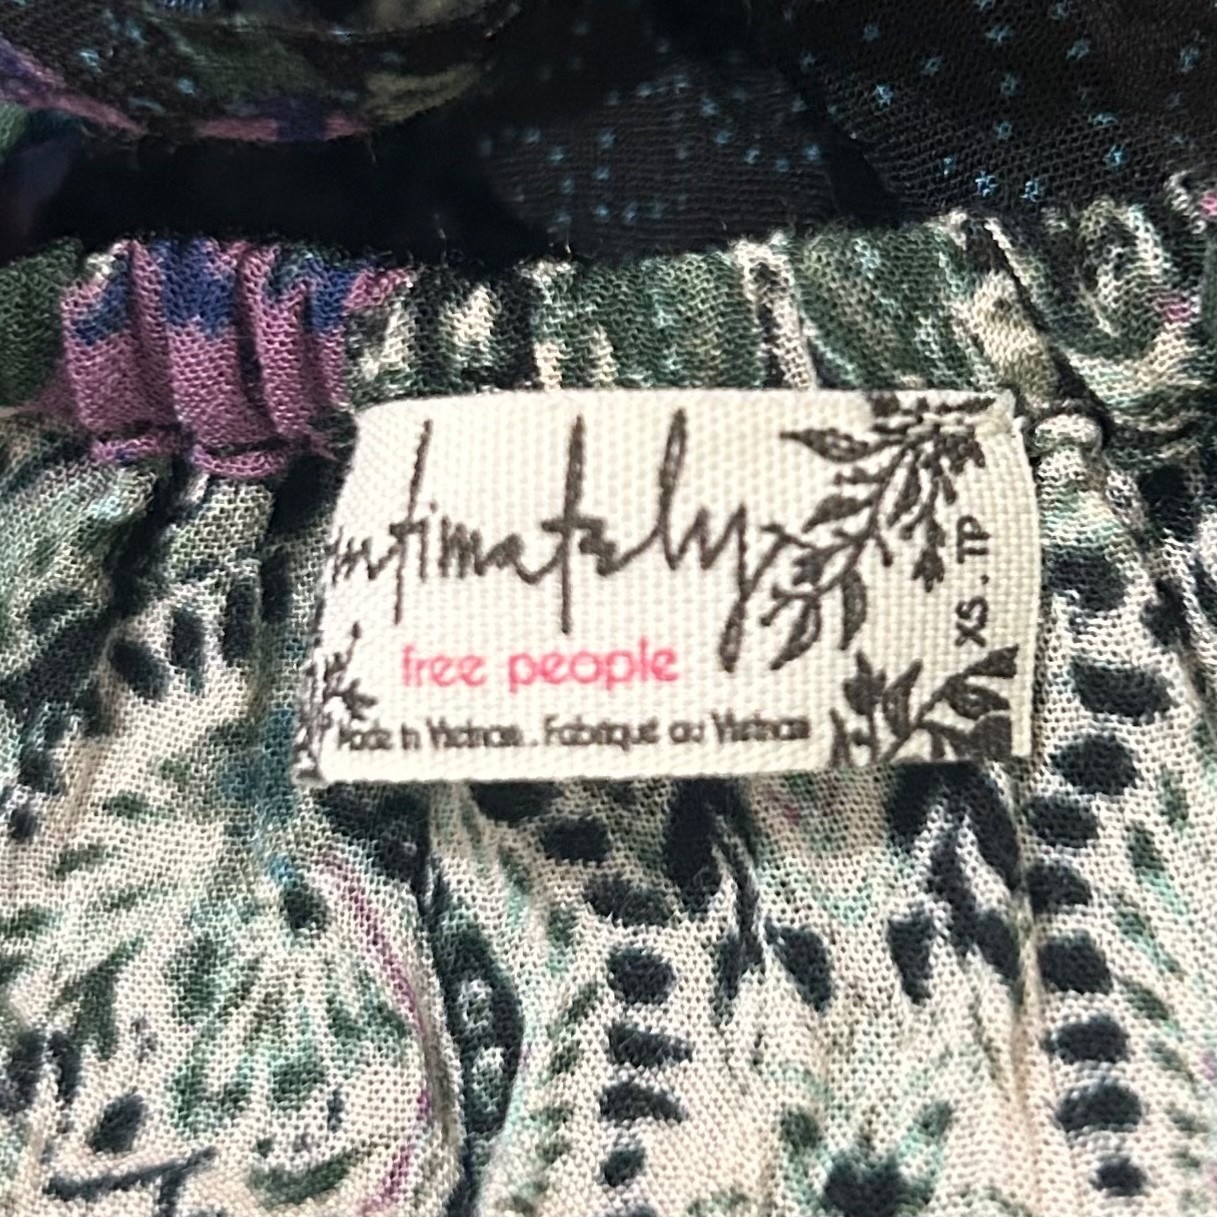 intimately
free people
Made in Vietnam. Fabriqué au Vietnam
XS. TP